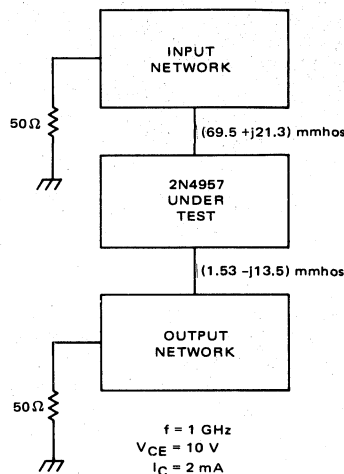 INPUT
NETWORK
50Ω
(69.5 +j21.3) mmhos
2N4957
UNDER
TEST
(1.53 -j13.5) mmhos
OUTPUT
NETWORK
50Ω
f = 1 GHz
VCE = 10 V
IC = 2 mA